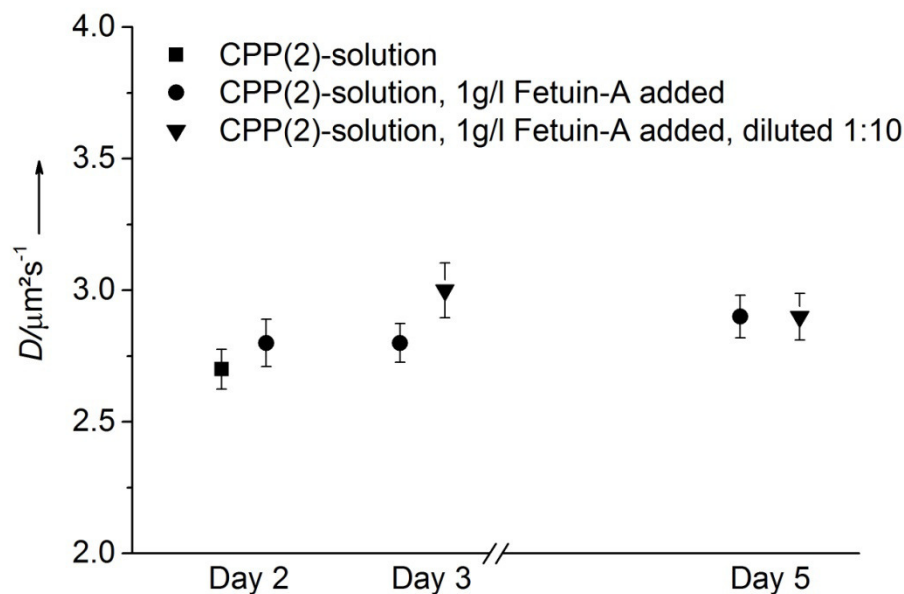 CPP(2)-solution
CPP(2)-solution, 1g/l Fetuin-A added
CPP(2)-solution, 1g/l Fetuin-A added, diluted 1:10
D/μm²s⁻¹
4.0
3.5
3.0
2.5
2.0
Day 2 Day 3 Day 5